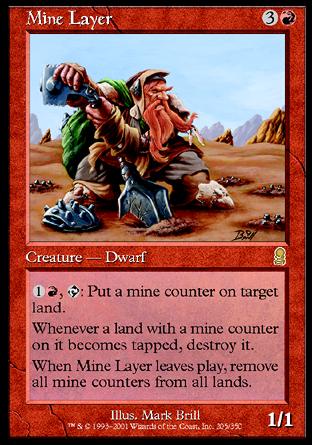 Mine Layer 3
Brill
Creature — Dwarf
1 , : Put a mine counter on target
land.
Whenever a land with a mine counter
on it becomes tapped, destroy it.
When Mine Layer leaves play, remove
all mine counters from all lands.
Illus. Mark Brill
™ & © 1993–2001 Wizards of the Coast, Inc. 205/350
1/1